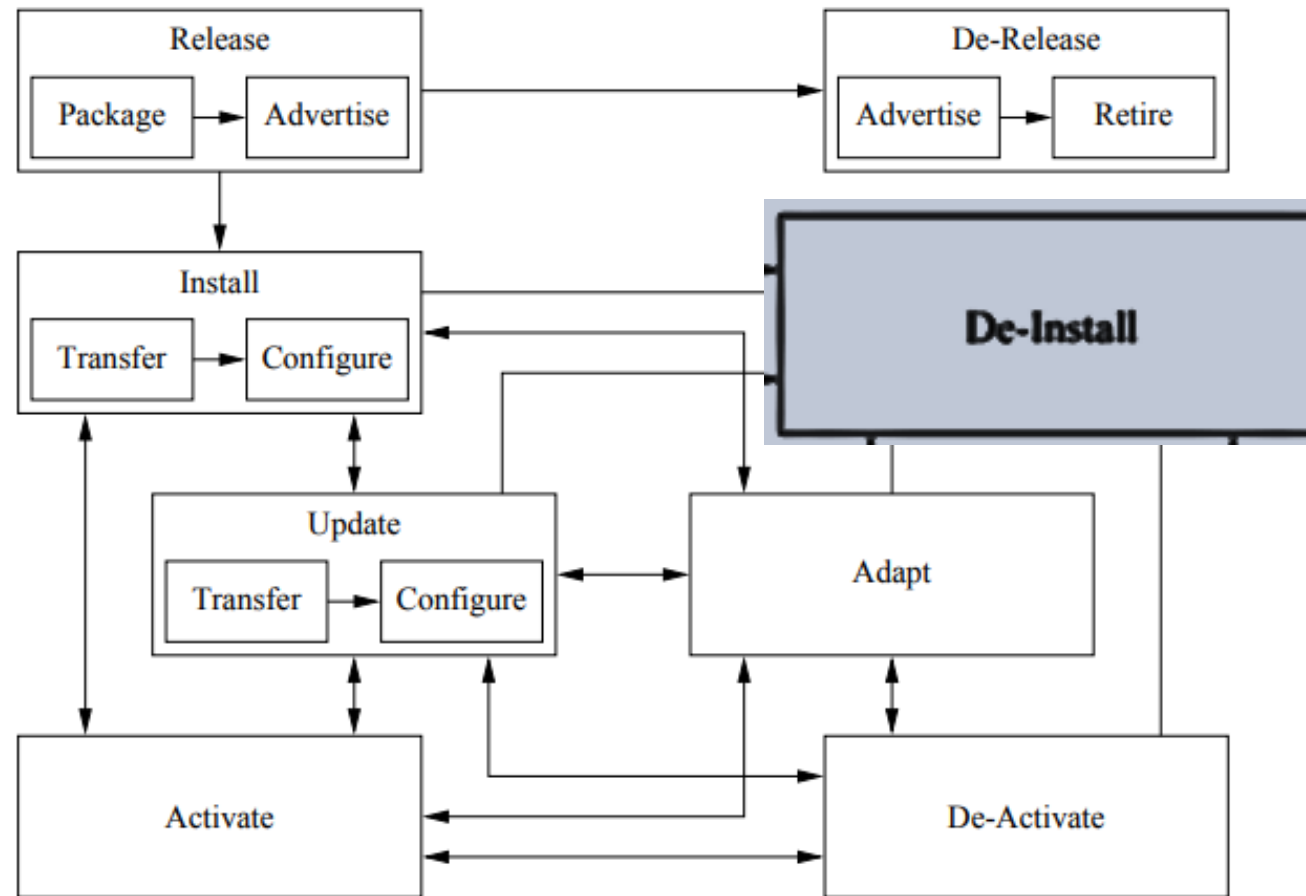 Release
Package
Advertise
De-Release
Advertise
Retire
Install
Transfer
Configure
De-Install
Update
Transfer
Configure
Adapt
Activate
De-Activate